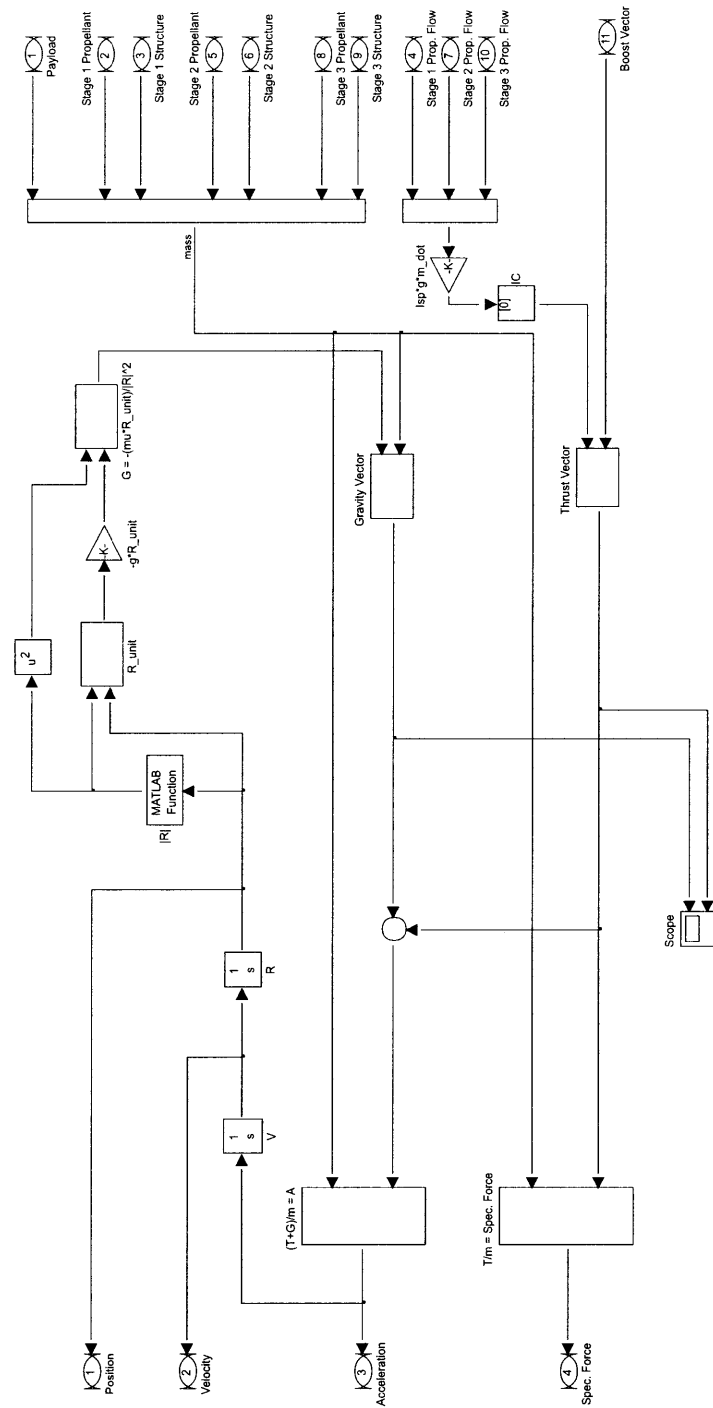 1
Payload
2
Stage 1 Propellant
3
Stage 1 Structure
5
Stage 2 Propellant
6
Stage 2 Structure
8
Stage 3 Propellant
9
Stage 3 Structure
4
Stage 1 Prop. Flow
7
Stage 2 Prop. Flow
10
Stage 3 Prop. Flow
11
Boost Vector
mass
-K-
Isp*g*m_dot
[0]
IC
G = -(mu*R_unit)/|R|^2
-K-
-g*R_unit
u²
R_unit
MATLAB
Function
|R|
Gravity Vector
Thrust Vector
Scope
1
s
R
1
s
V
(T+G)/m = A
T/m = Spec. Force
1
Position
2
Velocity
3
Acceleration
4
Spec. Force